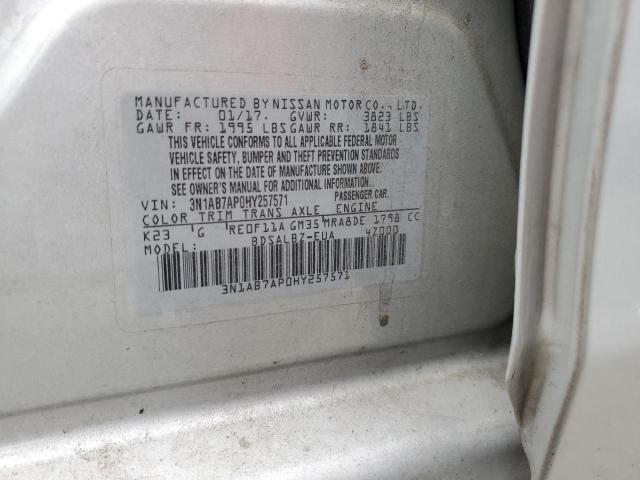 MANUFACTURED BY NISSAN MOTOR CO., LTD.
DATE: 01/17. GVWR: 3823 LBS
GAWR FR: 1995 LBS GAWR RR: 1841 LBS
THIS VEHICLE CONFORMS TO ALL APPLICABLE FEDERAL MOTOR
VEHICLE SAFETY, BUMPER AND THEFT PREVENTION STANDARDS
IN EFFECT ON THE DATE OF MANUFACTURE SHOWN ABOVE.
SEE OWNER'S MANUAL FOR ADDITIONAL INFORMATION.
VIN: 3N1AB7AP0HY257571 PASSENGER CAR.
COLOR TRIM TRANS AXLE ENGINE
K23 'G 'RE0F11A GM35 'MRA8DE 1798 CC
MODEL: BDSALBZ-EUA 4Z000
3N1AB7AP0HY257571